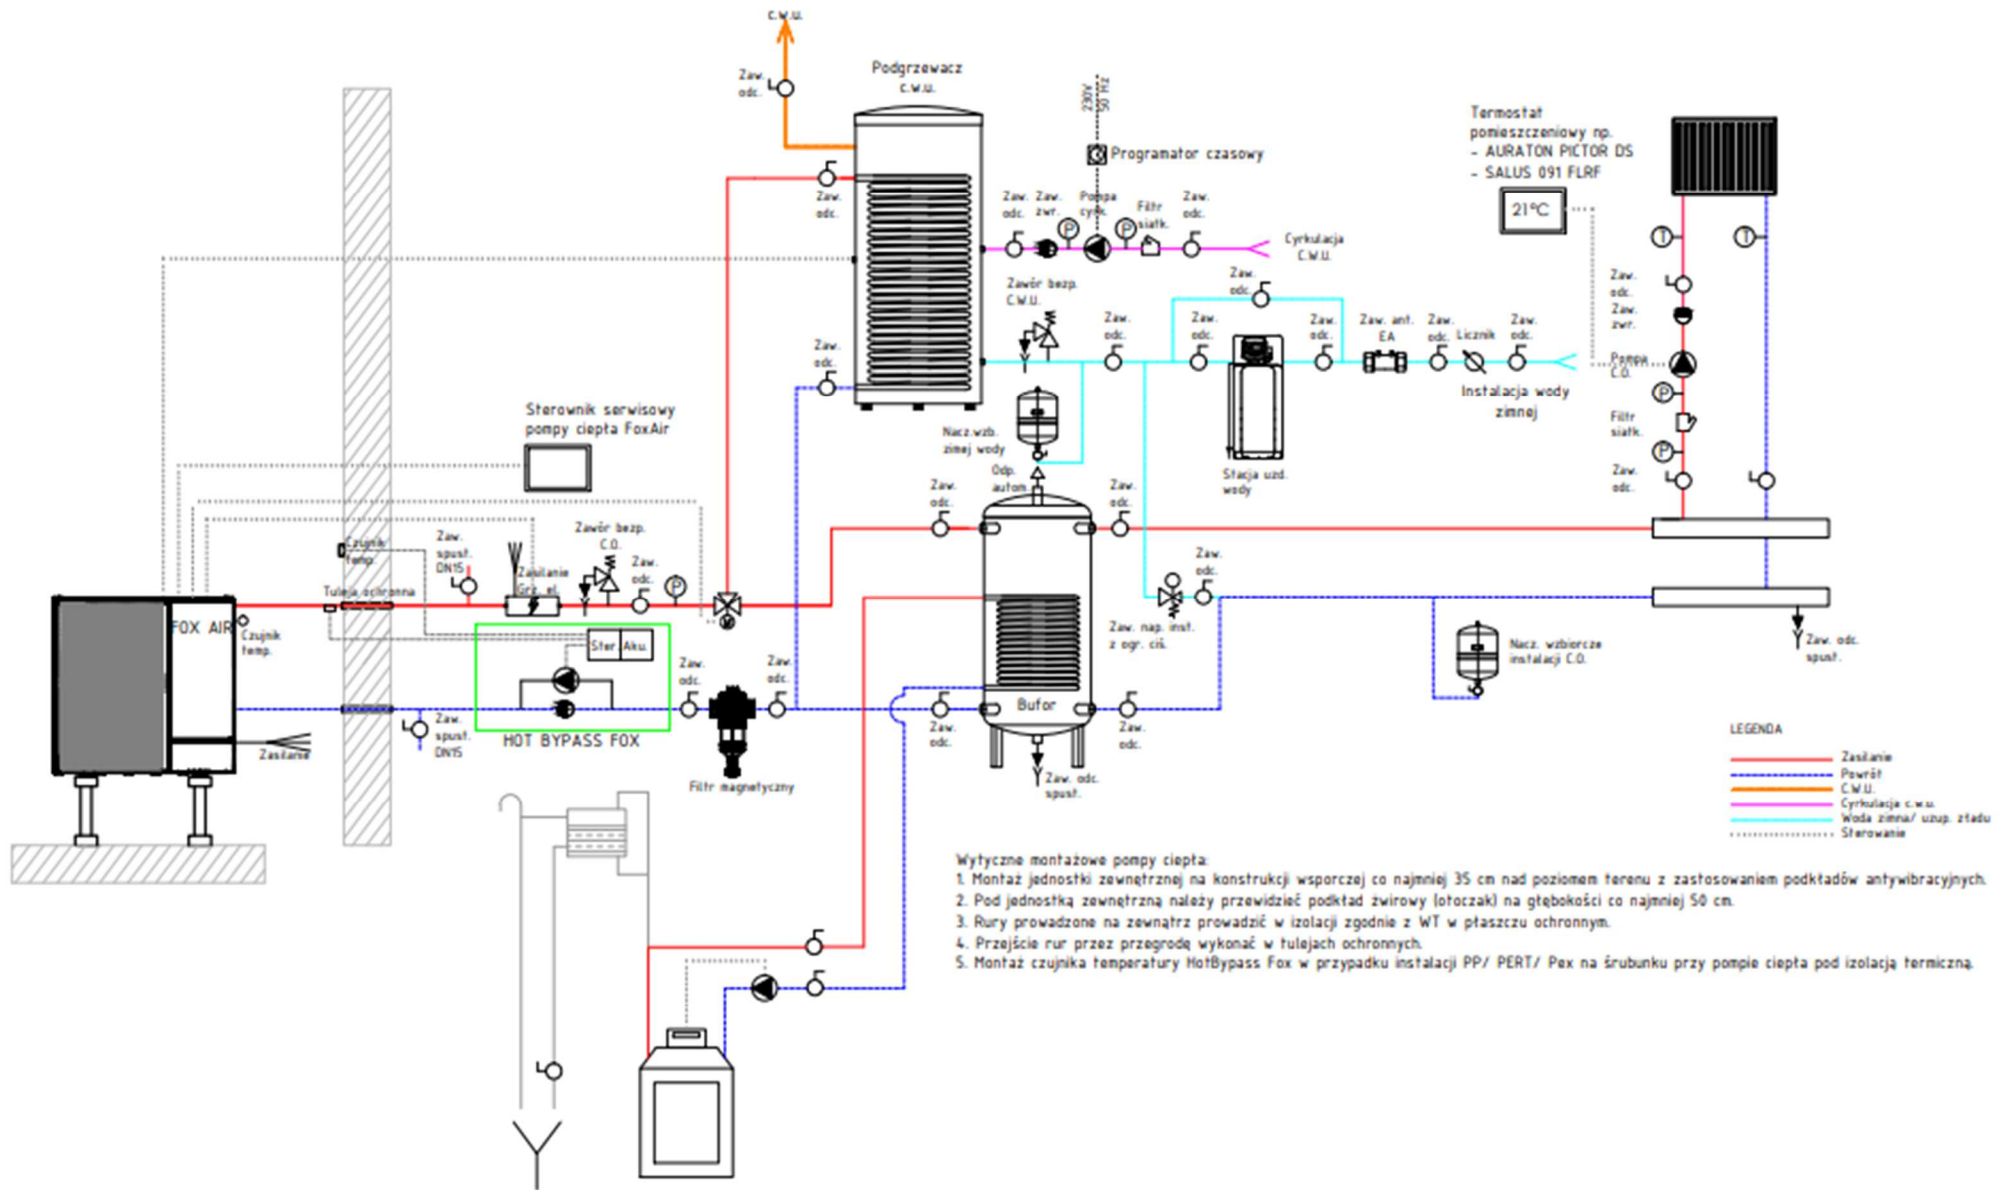 c.w.u.
Zaw.
odc.
Podgrzewacz
c.w.u.
230V
50 Hz
Programator czasowy
Termostat
pomieszczeniowy np.
- AURATON PICTOR DS
- SALUS 091 FLRF
21°C
Zaw.
odc.
Zaw.
odc.
Zaw.
zwr.
P
Pompa
cyrk.
P
Filtr
siatk.
Zaw.
odc.
Cyrkulacja
C.W.U.
T
T
Zawór bezp.
C.W.U.
Zaw.
odc.
Zaw.
odc.
Zaw.
zwr.
Zaw.
odc.
Zaw.
odc.
Zaw.
odc.
Zaw. ant.
EA
Zaw.
odc.
Licznik
Zaw.
odc.
Zaw.
odc.
Pompa
C.O.
P
Instalacja wody
zimnej
Filtr
siatk.
P
Zaw.
odc.
Sterownik serwisowy
pompy ciepła FoxAir
Nacz.wzb.
zimej wody
Stacja uzd.
wody
Odp.
autom.
Zaw.
odc.
Zaw.
odc.
Czujnik
temp.
Zaw.
spust.
DN15
Zasilanie
Grz. el.
Zawór bezp.
C.O.
Zaw.
odc.
P
Zaw.
odc.
Tuleja ochronna
FOX AIR
Czujnik
temp.
Ster.
Aku.
Zaw. nap. inst.
z ogr. ciś.
Nacz. wzbiorcze
instalacji C.O.
Zaw. odc.
spust.
Zaw.
odc.
Zaw.
odc.
Bufor
Zaw.
spust.
DN15
HOT BYPASS FOX
Zasilanie
Zaw.
odc.
Zaw.
odc.
Filtr magnetyczny
Zaw. odc.
spust.
LEGENDA
Zasilanie
Powrót
C.W.U.
Cyrkulacja c.w.u.
Woda zimna/ uzup. zładu
Sterowanie
Wytyczne montażowe pompy ciepła:
1. Montaż jednostki zewnętrznej na konstrukcji wsporczej co najmniej 35 cm nad poziomem terenu z zastosowaniem podkładów antywibracyjnych.
2. Pod jednostką zewnętrzną należy przewidzieć podkład żwirowy (otoczak) na głębokości co najmniej 50 cm.
3. Rury prowadzone na zewnątrz prowadzić w izolacji zgodnie z WT w płaszczu ochronnym.
4. Przejście rur przez przegrodę wykonać w tulejach ochronnych.
5. Montaż czujnika temperatury HotBypass Fox w przypadku instalacji PP/ PERT/ Pex na śrubunku przy pompie ciepła pod izolacją termiczną.